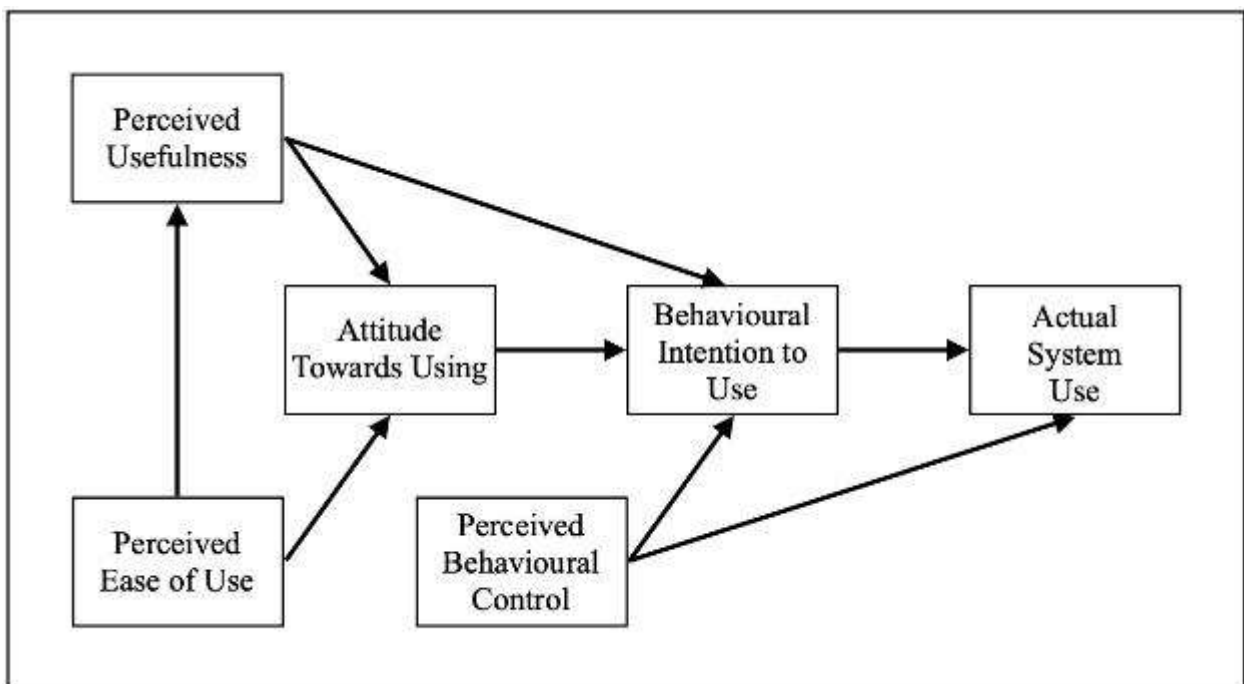 Perceived
Usefulness
Attitude
Towards Using
Behavioural
Intention to
Use
Actual
System
Use
Perceived
Ease of Use
Perceived
Behavioural
Control